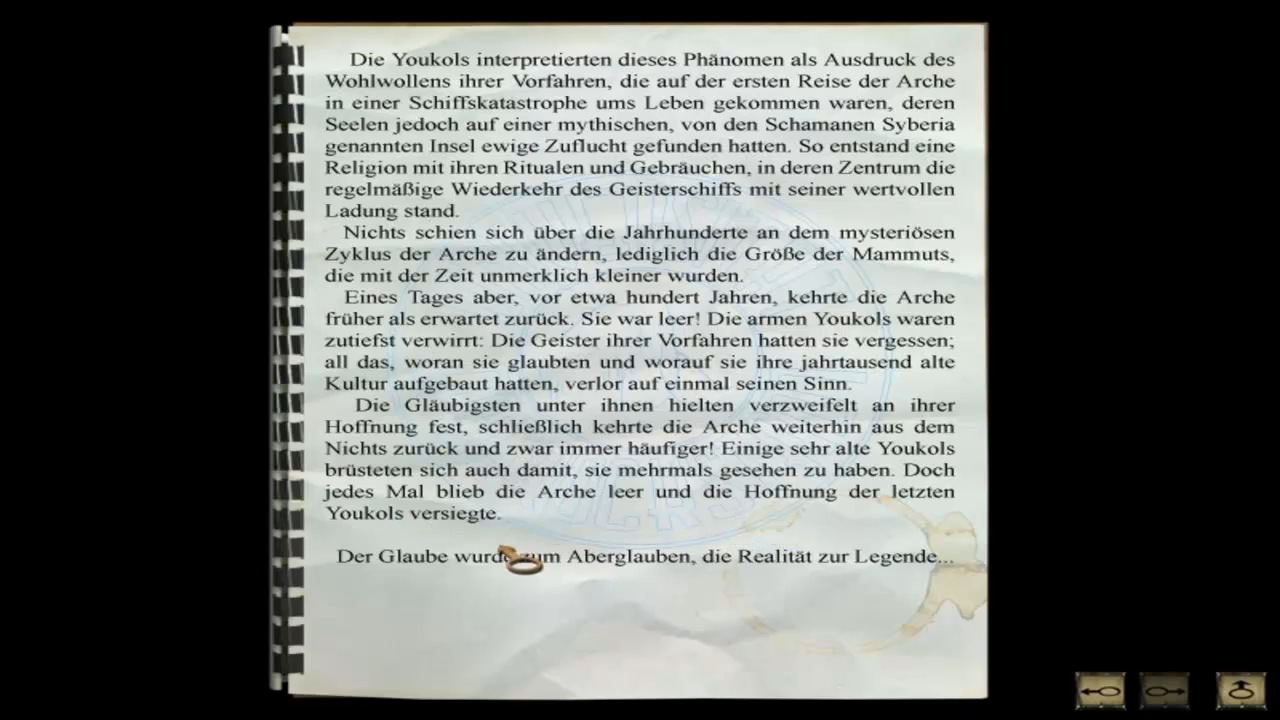 Die Youkols interpretierten dieses Phänomen als Ausdruck des
Wohlwollens ihrer Vorfahren, die auf der ersten Reise der Arche
in einer Schiffskatastrophe ums Leben gekommen waren, deren
Seelen jedoch auf einer mythischen, von den Schamanen Syberia
genannten Insel ewige Zuflucht gefunden hatten. So entstand eine
Religion mit ihren Ritualen und Gebräuchen, in deren Zentrum die
regelmäßige Wiederkehr des Geisterschiffs mit seiner wertvollen
Ladung stand.
Nichts schien sich über die Jahrhunderte an dem mysteriösen
Zyklus der Arche zu ändern, lediglich die Größe der Mammuts,
die mit der Zeit unmerklich kleiner wurden.
Eines Tages aber, vor etwa hundert Jahren, kehrte die Arche
früher als erwartet zurück. Sie war leer! Die armen Youkols waren
zutiefst verwirrt: Die Geister ihrer Vorfahren hatten sie vergessen;
all das, woran sie glaubten und worauf sie ihre jahrtausend alte
Kultur aufgebaut hatten, verlor auf einmal seinen Sinn.
Die Gläubigsten unter ihnen hielten verzweifelt an ihrer
Hoffnung fest, schließlich kehrte die Arche weiterhin aus dem
Nichts zurück und zwar immer häufiger! Einige sehr alte Youkols
brüsteten sich auch damit, sie mehrmals gesehen zu haben. Doch
jedes Mal blieb die Arche leer und die Hoffnung der letzten
Youkols versiegte.
Der Glaube wurde zum Aberglauben, die Realität zur Legende...